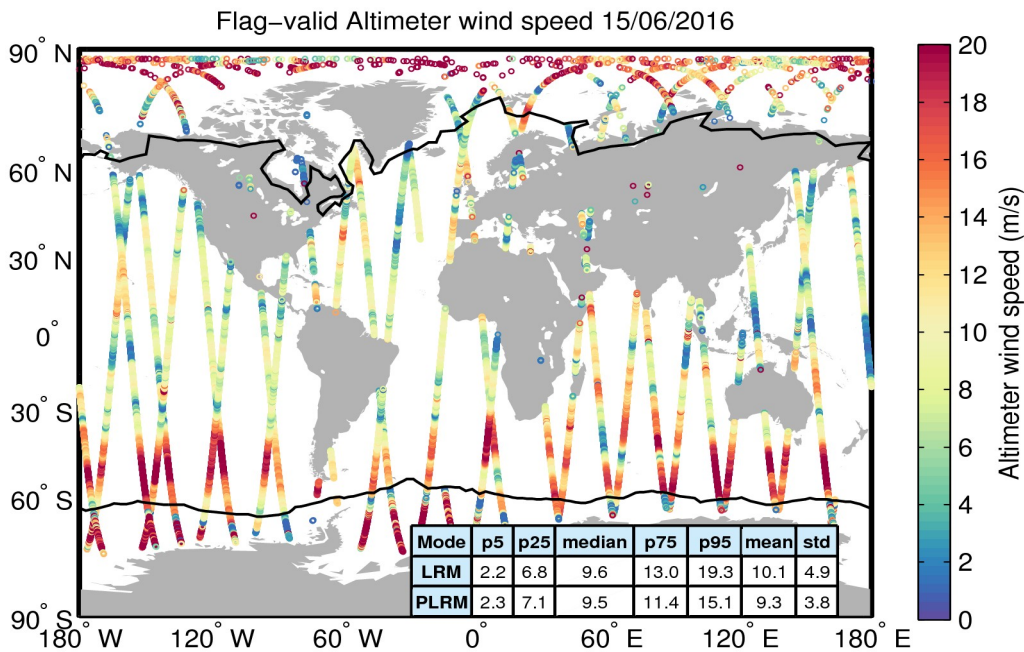 Flag−valid Altimeter wind speed 15/06/2016
90° N
60° N
30° N
0°
30° S
60° S
90° S
180° W
120° W
60° W
0°
60° E
120° E
180° E
Mode p5 p25 median p75 p95 mean std
LRM 2.2 6.8 9.6 13.0 19.3 10.1 4.9
PLRM 2.3 7.1 9.5 11.4 15.1 9.3 3.8
20
18
16
14
12
10
8
6
4
2
0
Altimeter wind speed (m/s)